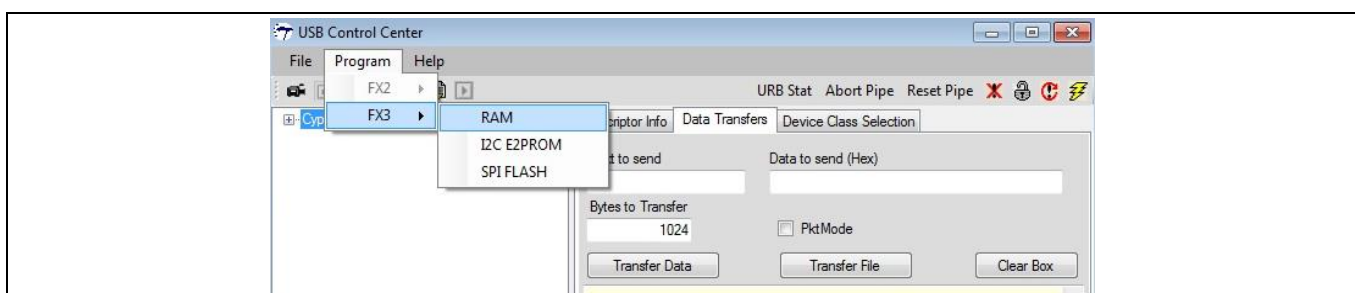 USB Control Center
File Program Help
FX2
URB Stat Abort Pipe Reset Pipe
Cyp
FX3
RAM
I2C E2PROM
SPI FLASH
criptor Info Data Transfers Device Class Selection
t to send Data to send (Hex)
Bytes to Transfer
1024 PktMode
Transfer Data Transfer File Clear Box